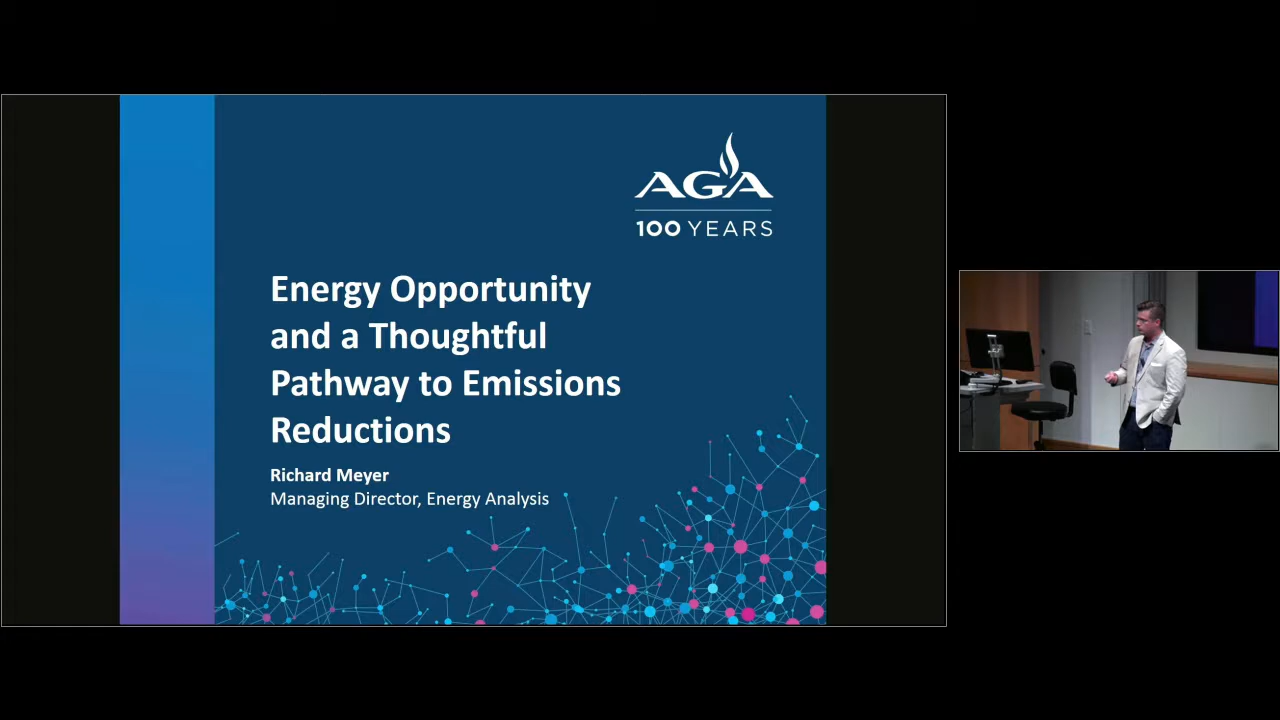 AGA
100 YEARS
Energy Opportunity
and a Thoughtful
Pathway to Emissions
Reductions
Richard Meyer
Managing Director, Energy Analysis